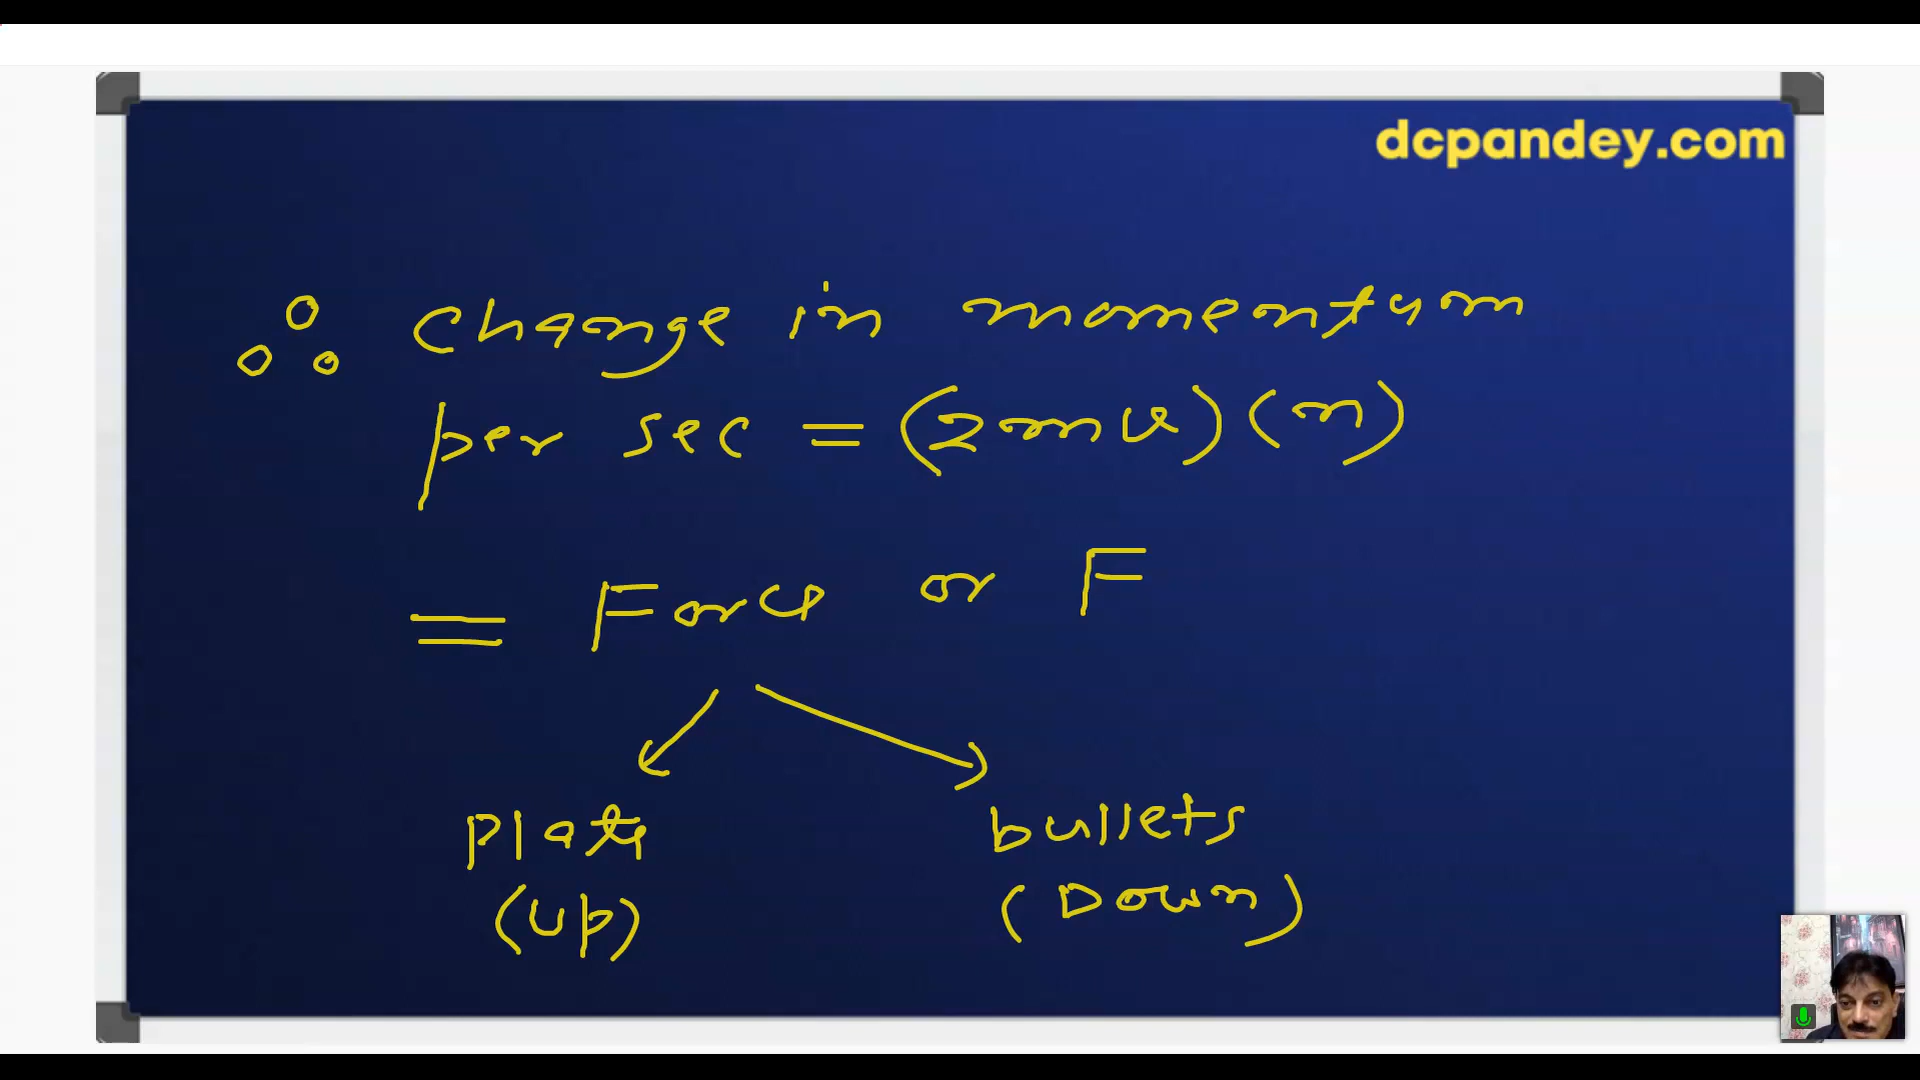 dcpandey.com
∴ Change in momentum
per sec = (2mv)(n)
= Force or F
Plate bullets
(Up) (Down)